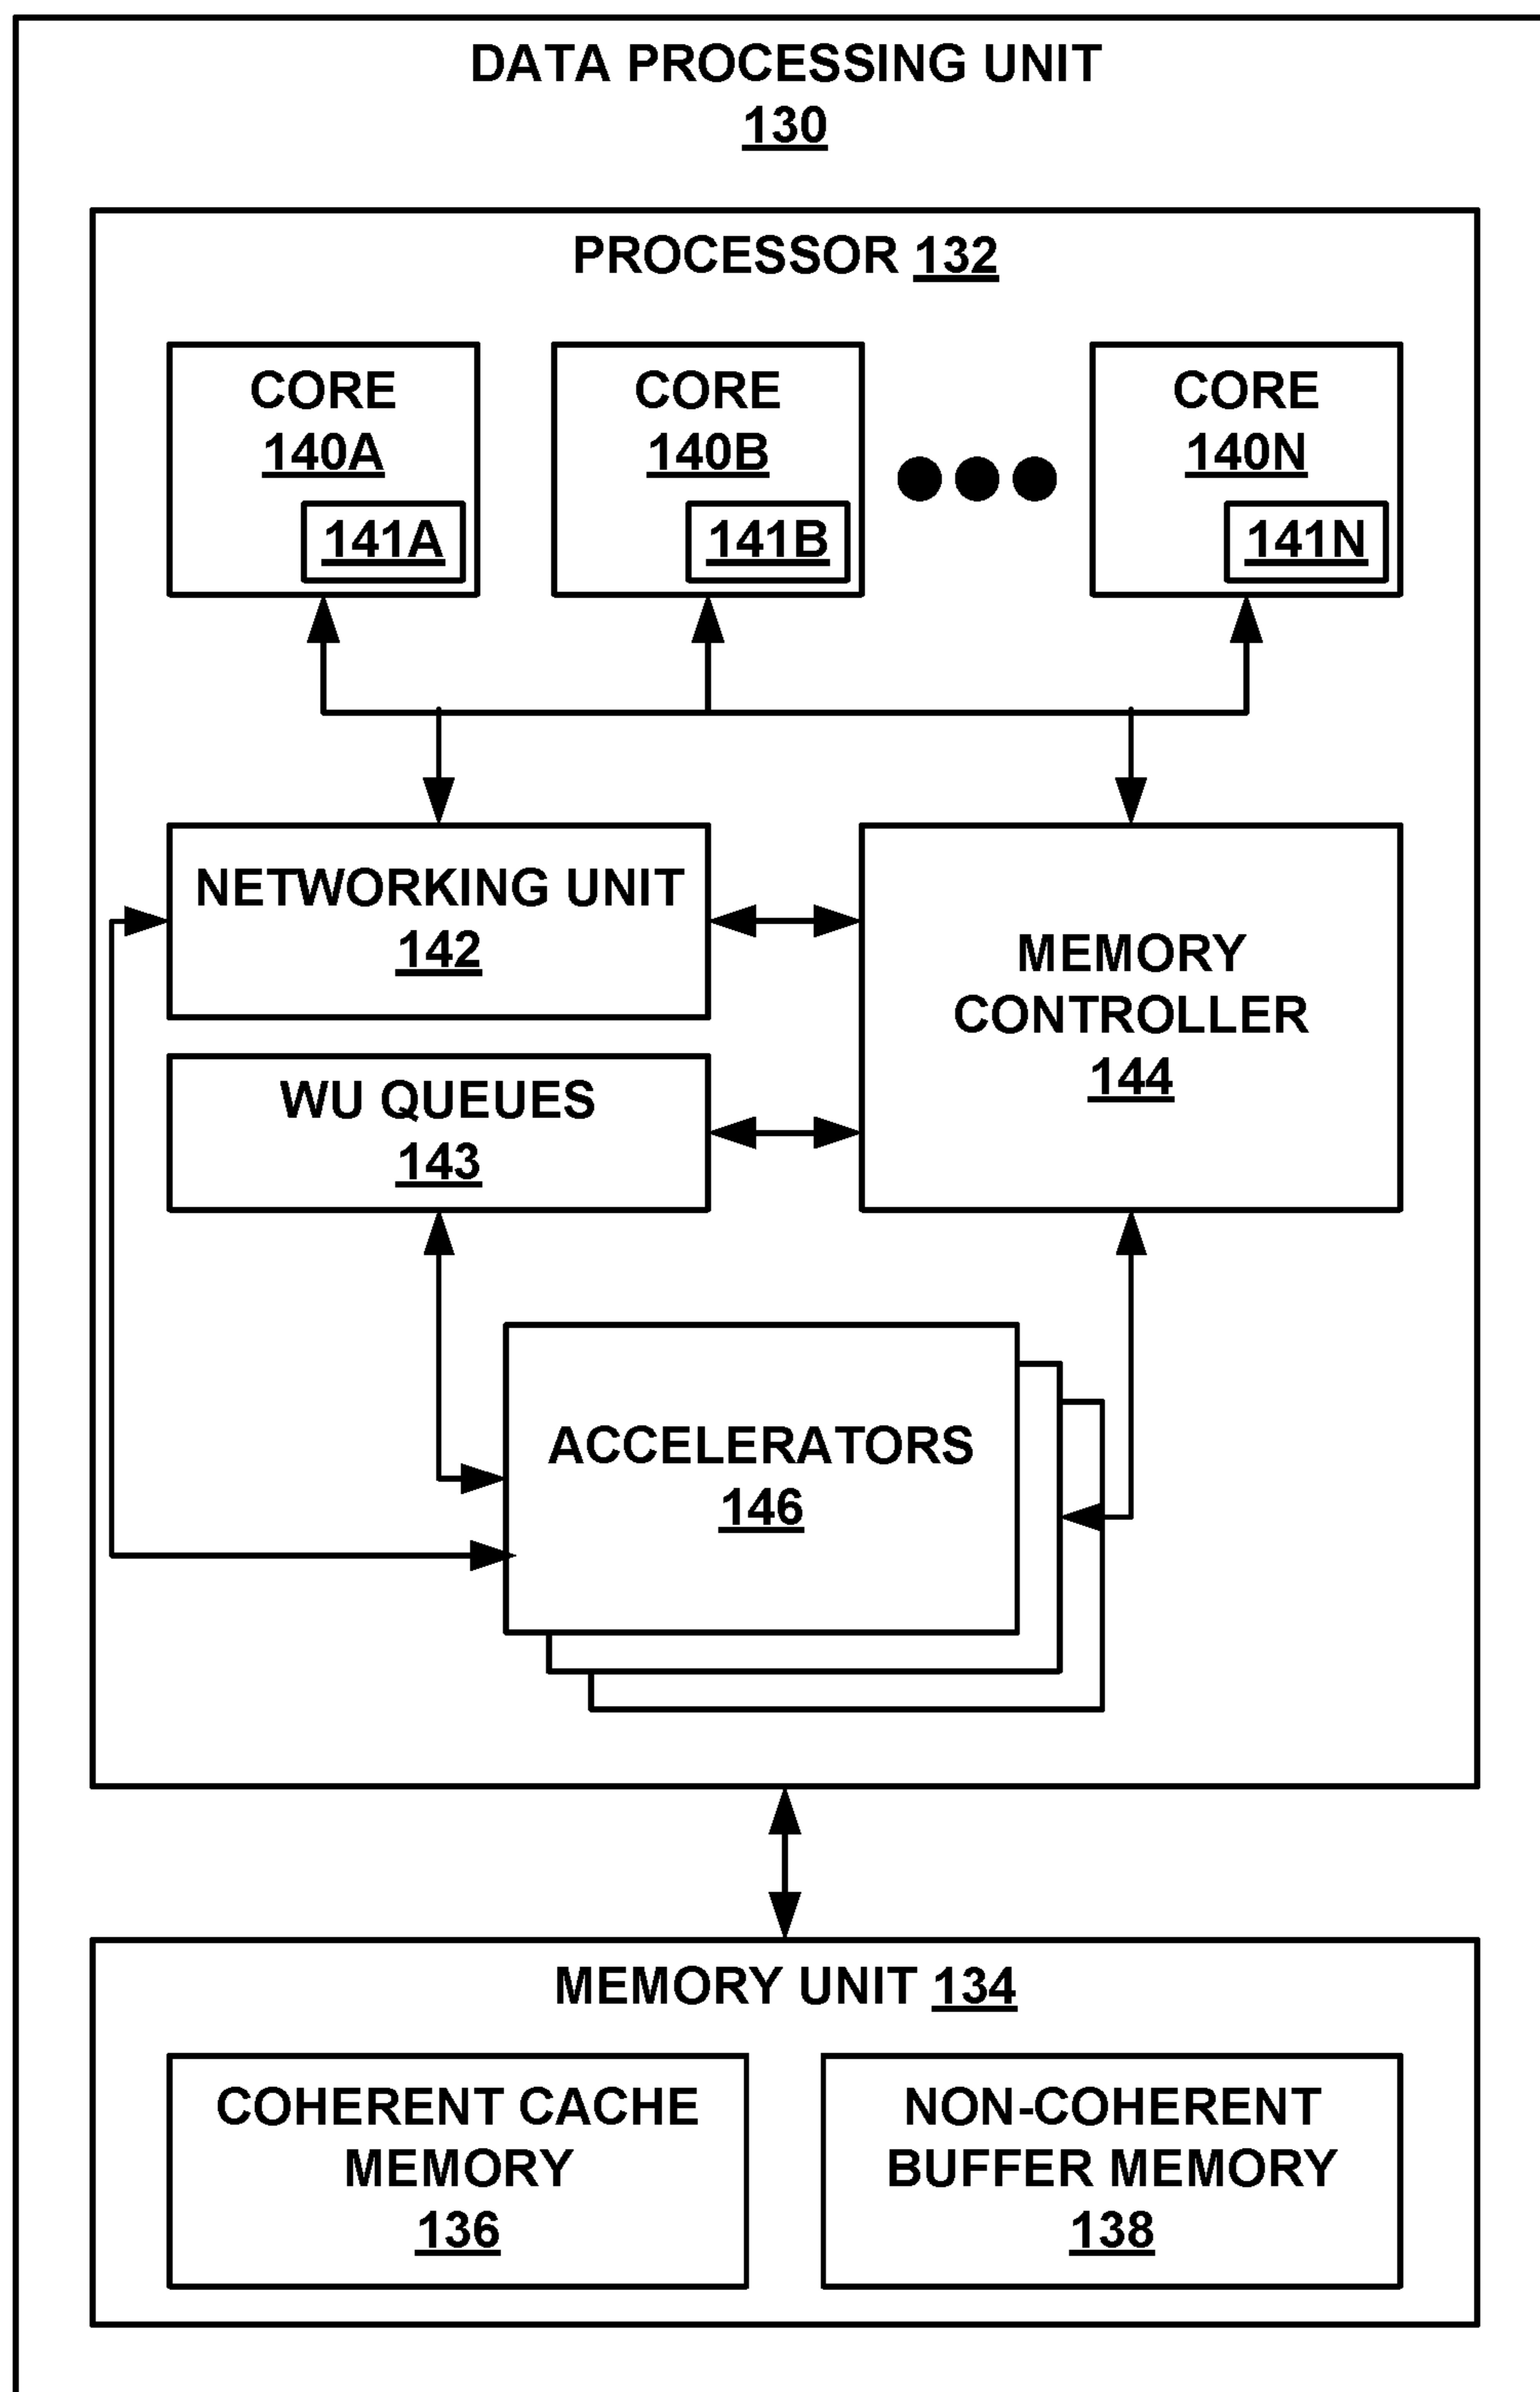 DATA PROCESSING UNIT
130
PROCESSOR 132
CORE
140A
141A
CORE
140B
141B
CORE
140N
141N
NETWORKING UNIT
142
MEMORY
CONTROLLER
144
WU QUEUES
143
ACCELERATORS
146
MEMORY UNIT 134
COHERENT CACHE
MEMORY
136
NON-COHERENT
BUFFER MEMORY
138